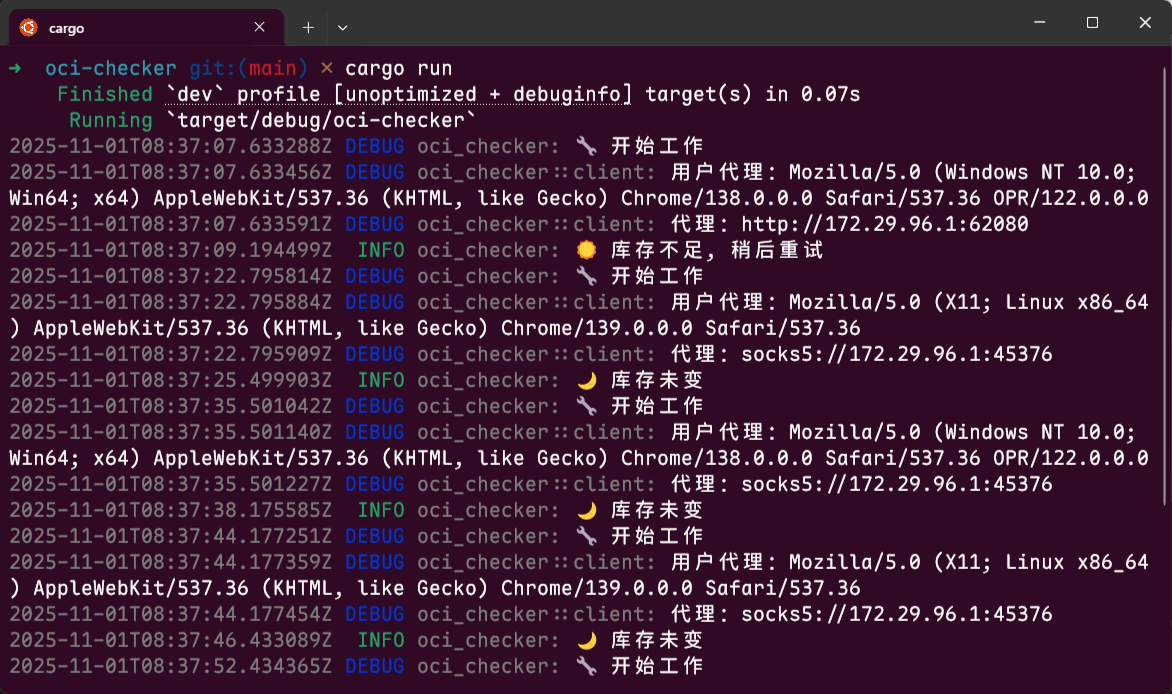 cargo
➜ oci-checker git:(main) ✗ cargo run
Finished `dev` profile [unoptimized + debuginfo] target(s) in 0.07s
Running `target/debug/oci-checker`
2025-11-01T08:37:07.633288Z DEBUG oci_checker: 🔧 开始工作
2025-11-01T08:37:07.633456Z DEBUG oci_checker::client: 用户代理: Mozilla/5.0 (Windows NT 10.0;
Win64; x64) AppleWebKit/537.36 (KHTML, like Gecko) Chrome/138.0.0.0 Safari/537.36 OPR/122.0.0.0
2025-11-01T08:37:07.633591Z DEBUG oci_checker::client: 代理: http://172.29.96.1:62080
2025-11-01T08:37:09.194499Z INFO oci_checker: ☀️ 库存不足, 稍后重试
2025-11-01T08:37:22.795814Z DEBUG oci_checker: 🔧 开始工作
2025-11-01T08:37:22.795884Z DEBUG oci_checker::client: 用户代理: Mozilla/5.0 (X11; Linux x86_64
) AppleWebKit/537.36 (KHTML, like Gecko) Chrome/139.0.0.0 Safari/537.36
2025-11-01T08:37:22.795909Z DEBUG oci_checker::client: 代理: socks5://172.29.96.1:45376
2025-11-01T08:37:25.499903Z INFO oci_checker: 🌙 库存未变
2025-11-01T08:37:35.501042Z DEBUG oci_checker: 🔧 开始工作
2025-11-01T08:37:35.501140Z DEBUG oci_checker::client: 用户代理: Mozilla/5.0 (Windows NT 10.0;
Win64; x64) AppleWebKit/537.36 (KHTML, like Gecko) Chrome/138.0.0.0 Safari/537.36 OPR/122.0.0.0
2025-11-01T08:37:35.501227Z DEBUG oci_checker::client: 代理: socks5://172.29.96.1:45376
2025-11-01T08:37:38.175585Z INFO oci_checker: 🌙 库存未变
2025-11-01T08:37:44.177251Z DEBUG oci_checker: 🔧 开始工作
2025-11-01T08:37:44.177359Z DEBUG oci_checker::client: 用户代理: Mozilla/5.0 (X11; Linux x86_64
) AppleWebKit/537.36 (KHTML, like Gecko) Chrome/139.0.0.0 Safari/537.36
2025-11-01T08:37:44.177454Z DEBUG oci_checker::client: 代理: socks5://172.29.96.1:45376
2025-11-01T08:37:46.433089Z INFO oci_checker: 🌙 库存未变
2025-11-01T08:37:52.434365Z DEBUG oci_checker: 🔧 开始工作